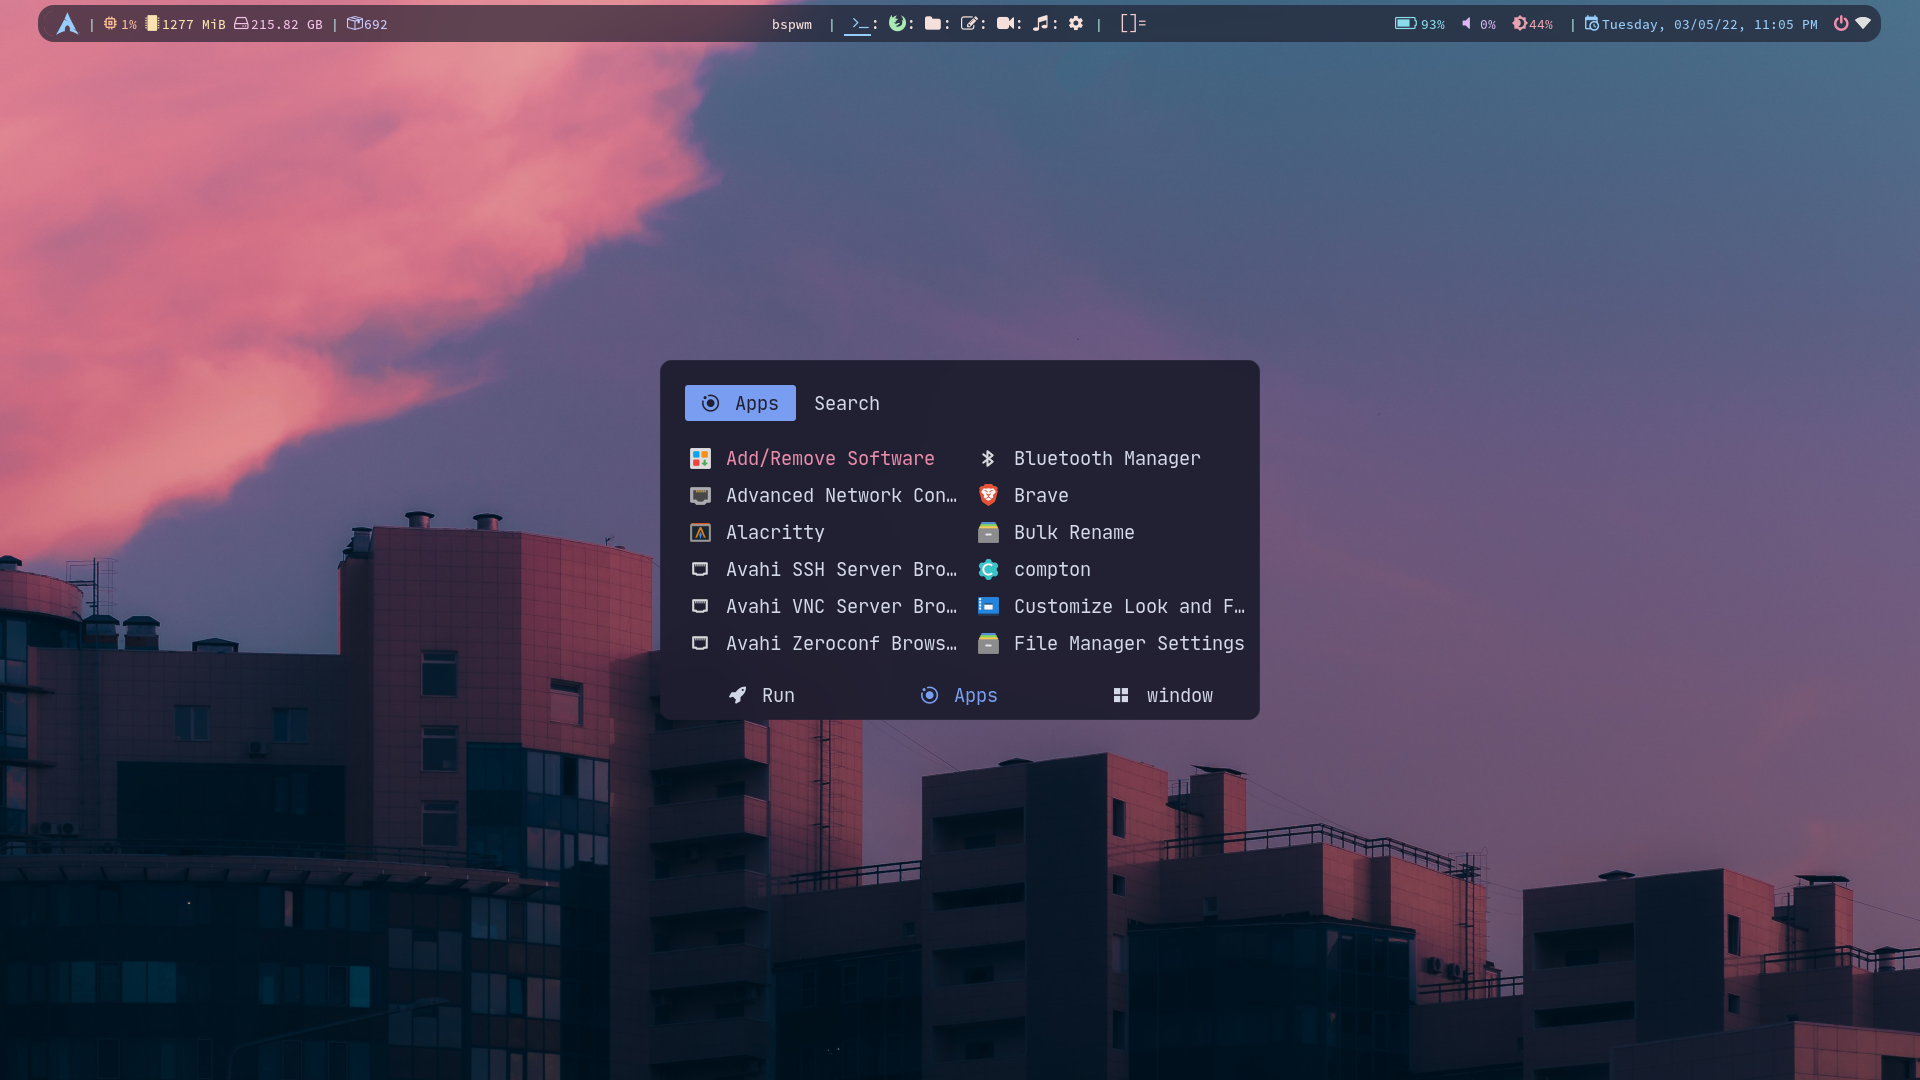 | 1% 1277 MiB 215.82 GB | 692
bspwm | >_: : : : : : | []=
93% 0% 44% | Tuesday, 03/05/22, 11:05 PM
Apps Search
Add/Remove Software
Advanced Network Con…
Alacritty
Avahi SSH Server Bro…
Avahi VNC Server Bro…
Avahi Zeroconf Brows…
Bluetooth Manager
Brave
Bulk Rename
compton
Customize Look and F…
File Manager Settings
Run Apps window